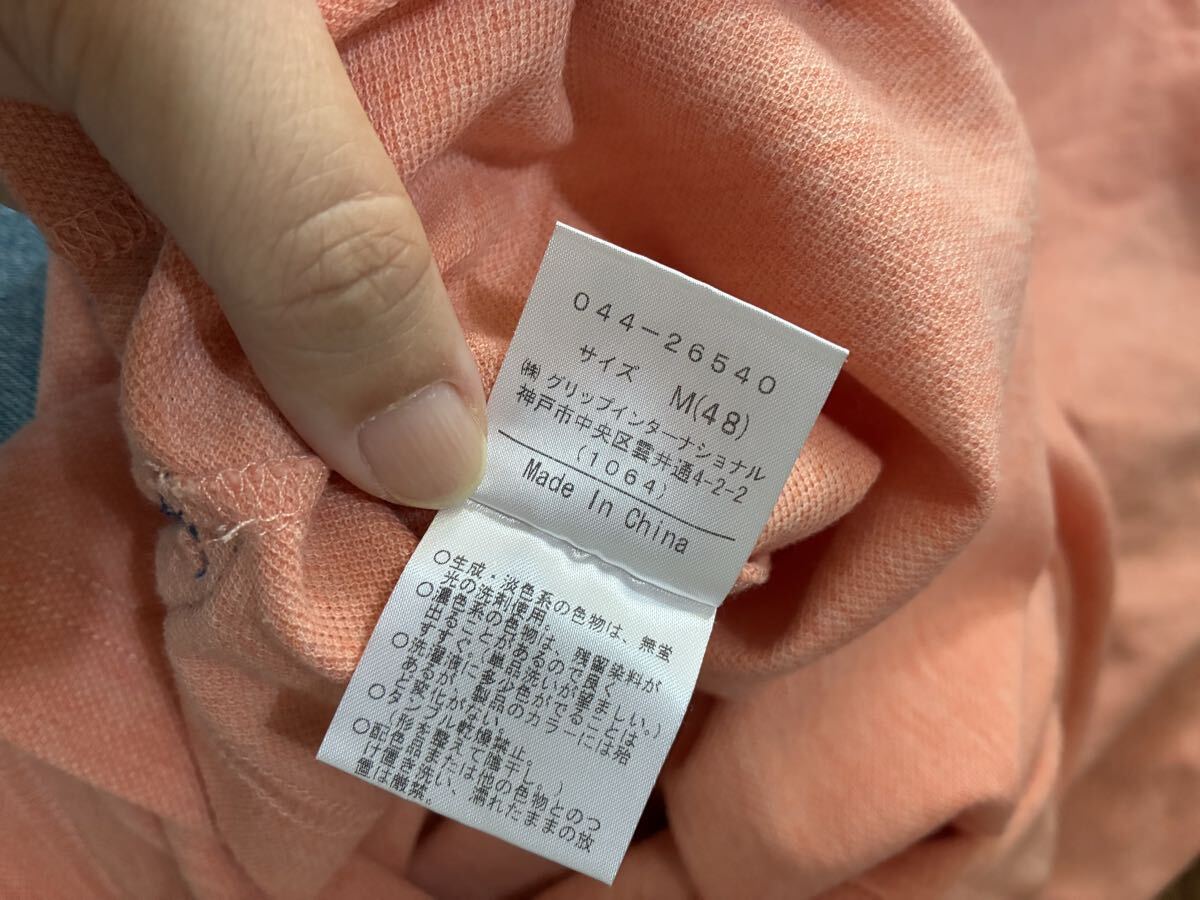 044-26540
サイズ M(48)
㈱グリップインターナショナル
神戸市中央区雲井通4-2-2
(1064)
Made In China
○生成・淡色系の色物は、無蛍
光の洗剤使用。
○濃色系の色物は、残留染料が
出ることがあるので手早く
すすぐ。(単品洗いが望ましい。)
○洗濯液に多少色がでることは
あるが、製品のカラーには殆
ど変化がない。
○タンブル乾燥禁止。
(形を整えて陰干し。)
○配色品または他の色物とのつ
け置き洗い、濡れたままの放
置は厳禁。